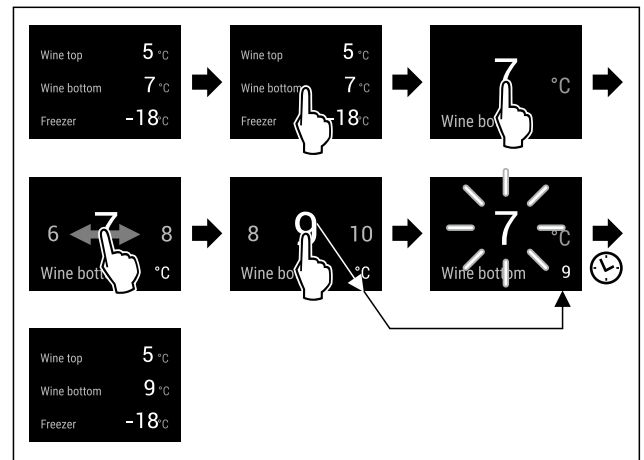 Wine top 5 °C
Wine bottom 7 °C
Freezer -18°C
Wine top 5 °C
Wine bottom 7 °C
Freezer -18°C
7 °C
Wine bo
6 7 8
Wine bott °C
8 9 10
Wine bo °C
7 °C
Wine bottom 9
Wine top 5 °C
Wine bottom 9 °C
Freezer -18°C